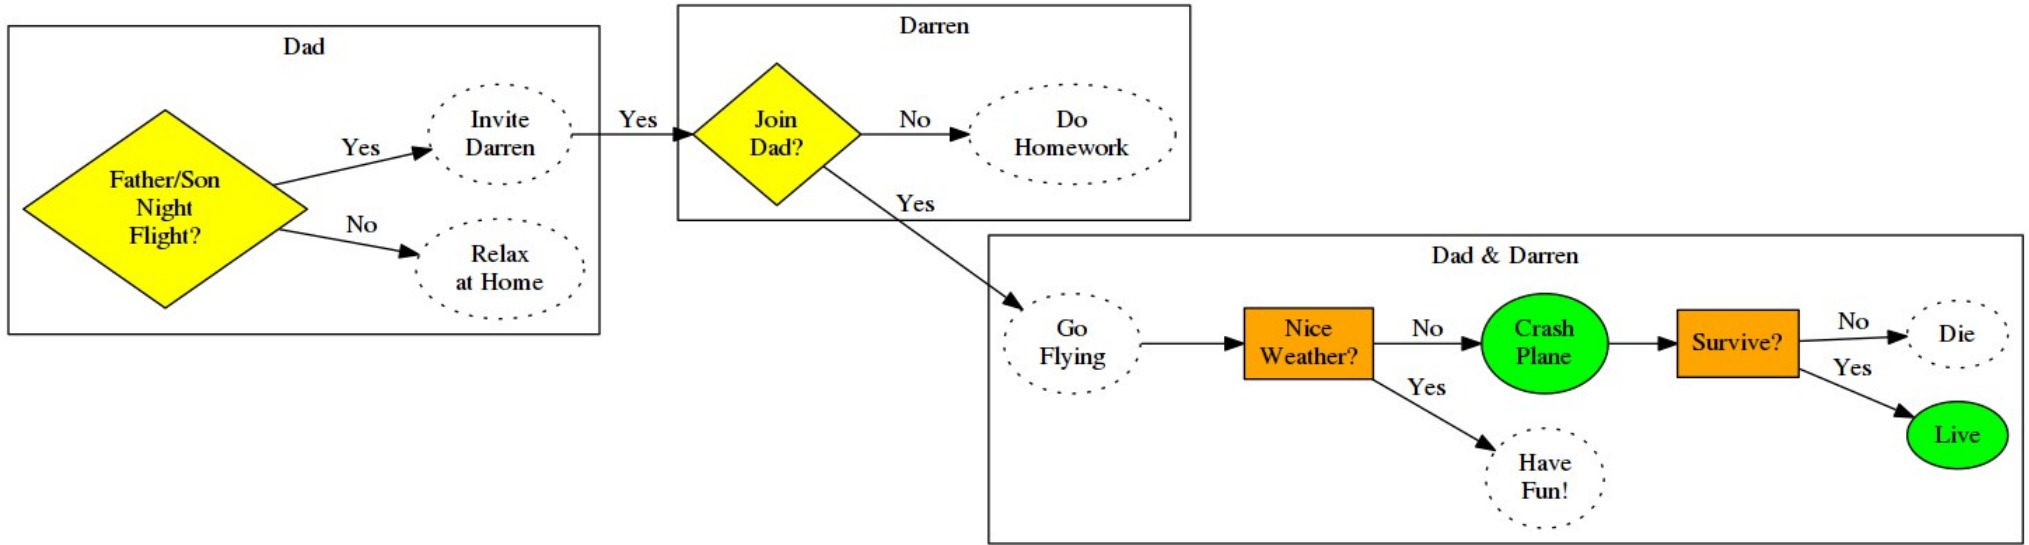 Dad
Father/Son
Night
Flight?
Yes
No
Invite
Darren
Relax
at Home
Yes
Darren
Join
Dad?
No
Yes
Do
Homework
Dad & Darren
Go
Flying
Nice
Weather?
No
Yes
Crash
Plane
Have
Fun!
Survive?
No
Yes
Die
Live